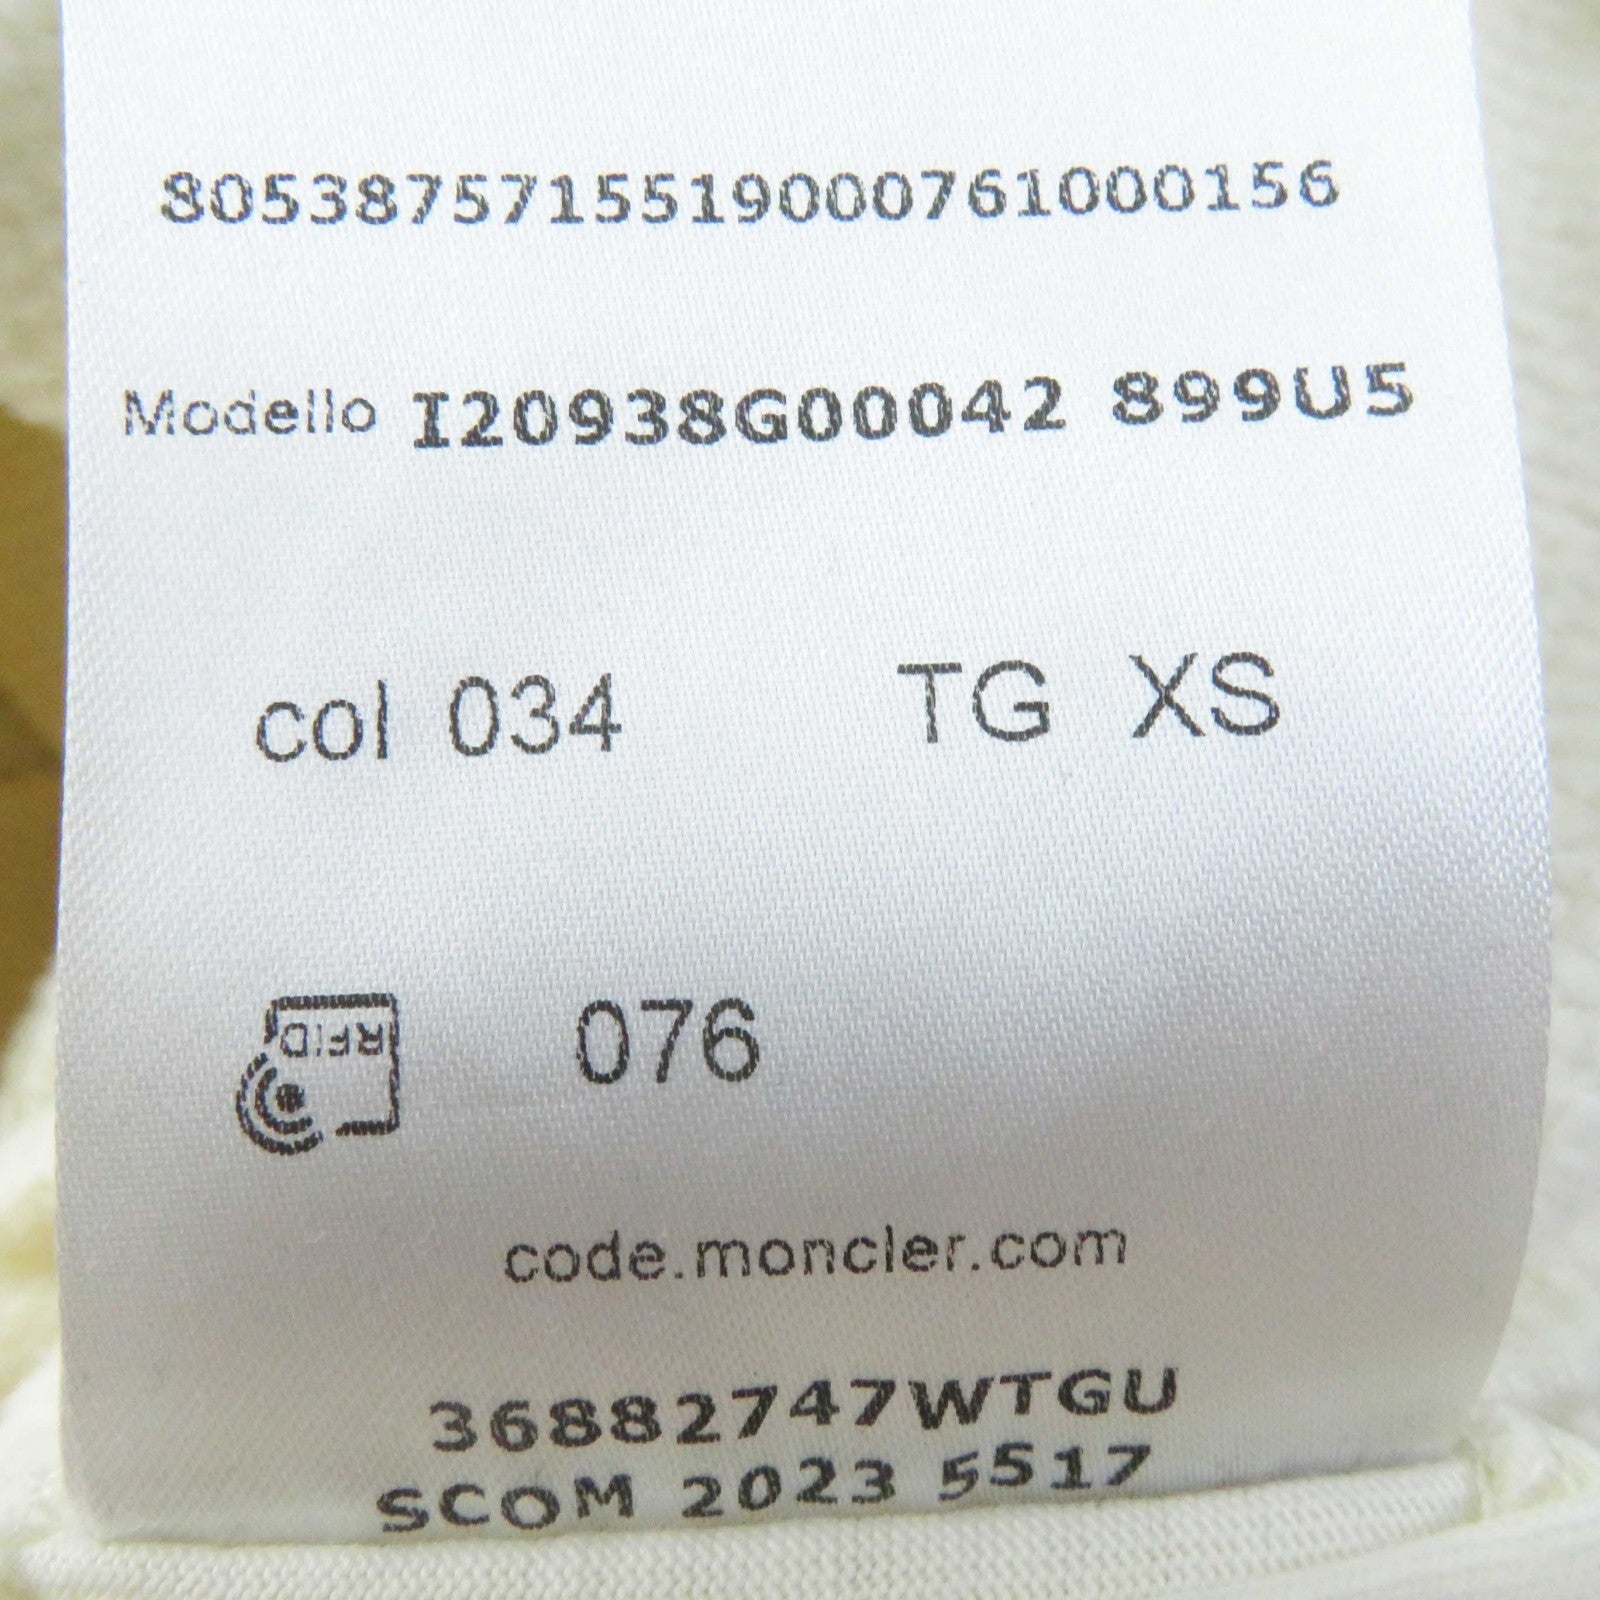 8053875715519000761000156
Modello I20938G00042 899U5
col 034 TG XS
RFID 076
code.moncler.com
36882747WTGU
SCOM 2023 5517